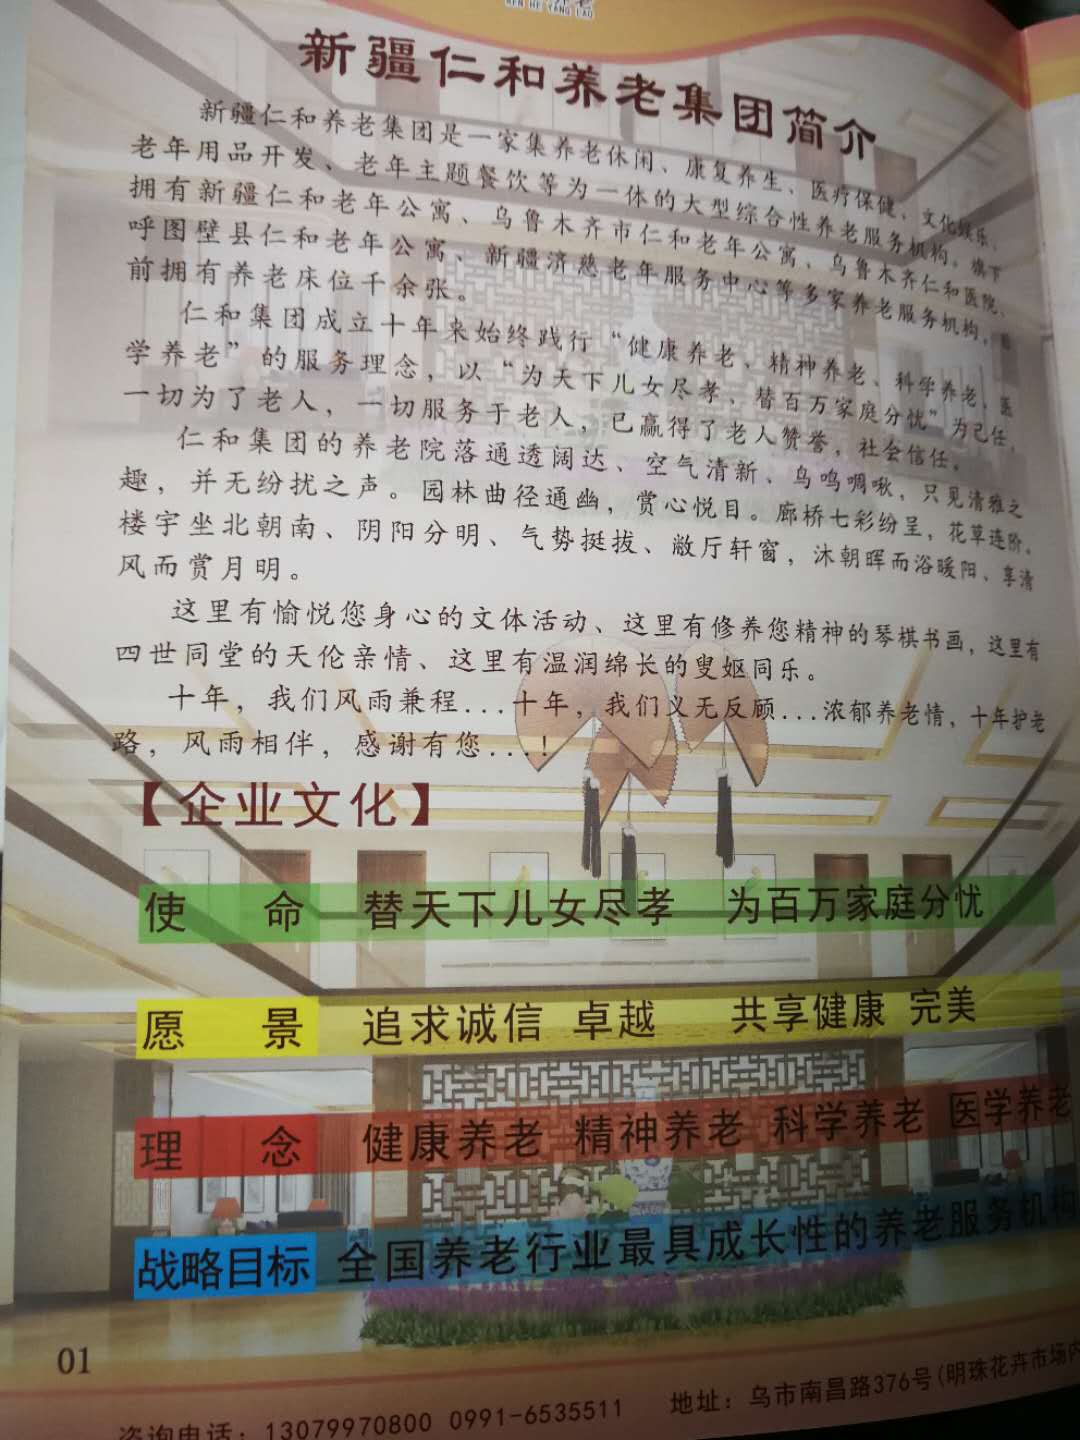 REN HE YANG LAO
新疆仁和养老集团简介
新疆仁和养老集团是一家集养老休闲、康复养生、医疗保健、文化娱乐、
老年用品开发、老年主题餐饮等为一体的大型综合性养老服务机构。旗下
拥有新疆仁和老年公寓、乌鲁木齐市仁和老年公寓、乌鲁木齐仁和医院、
呼图壁县仁和老年公寓、新疆济慈老年服务中心等多家养老服务机构，目
前拥有养老床位千余张。
仁和集团成立十年来始终践行“健康养老、精神养老、科学养老、医
学养老”的服务理念，以“为天下儿女尽孝、替百万家庭分忧”为己任，
一切为了老人，一切服务于老人，已赢得了老人赞誉，社会信任。
仁和集团的养老院落通透阔达、空气清新、鸟鸣啁啾，只见清雅之
趣，并无纷扰之声。园林曲径通幽，赏心悦目。廊桥七彩纷呈，花草连阶。
楼宇坐北朝南、阴阳分明、气势挺拔、敞厅轩窗，沐朝晖而浴暖阳、享清
风而赏月明。
这里有愉悦您身心的文体活动、这里有修养您精神的琴棋书画，这里有
四世同堂的天伦亲情、这里有温润绵长的叟妪同乐。
十年，我们风雨兼程...十年，我们义无反顾...浓郁养老情，十年护老
路，风雨相伴，感谢有您...！
【企业文化】
使 命 替天下儿女尽孝 为百万家庭分忧
愿 景 追求诚信 卓越 共享健康 完美
理 念 健康养老 精神养老 科学养老 医学养老
战略目标 全国养老行业最具成长性的养老服务机构
01
咨询电话：13079970800 0991-6535511 地址：乌市南昌路376号(明珠花卉市场内